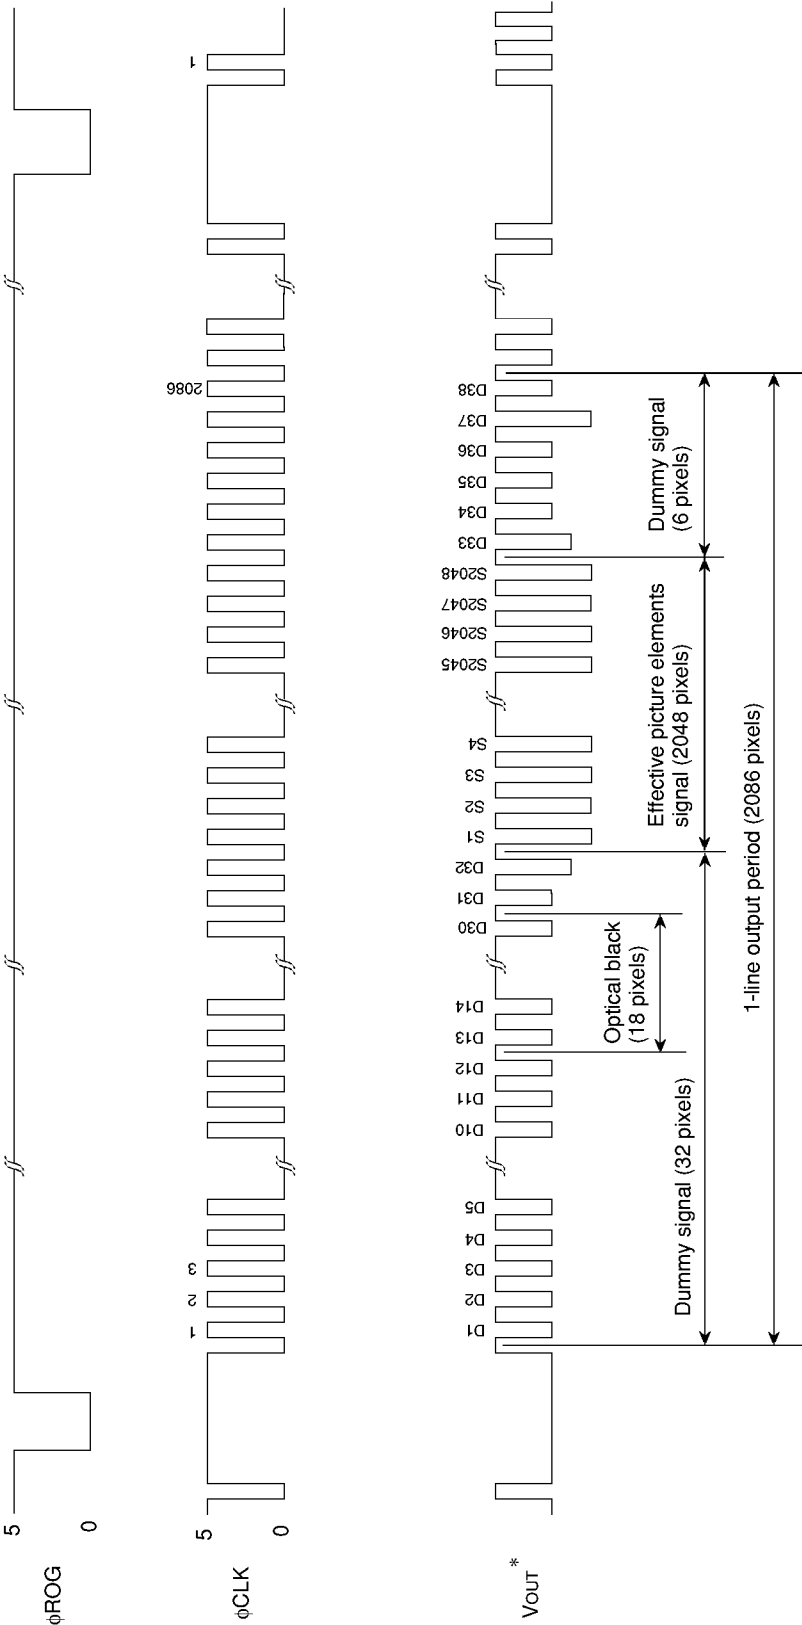 φROG
5
0
φCLK
5
0
1
2
3
2086
1
VOUT*
D1
D2
D3
D4
D5
D10
D11
D12
D13
D14
D30
D31
D32
S1
S2
S3
S4
S2045
S2046
S2047
S2048
D33
D34
D35
D36
D37
D38
Optical black
(18 pixels)
Dummy signal (32 pixels)
Effective picture elements
signal (2048 pixels)
Dummy signal
(6 pixels)
1-line output period (2086 pixels)